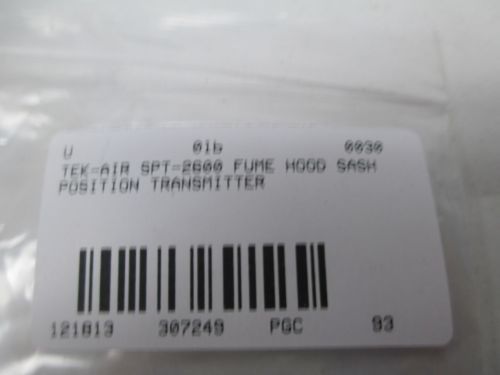 U 01b 0030
TEK-AIR SPT-2600 FUME HOOD SASH
POSITION TRANSMITTER
121813 307249 PGC 93